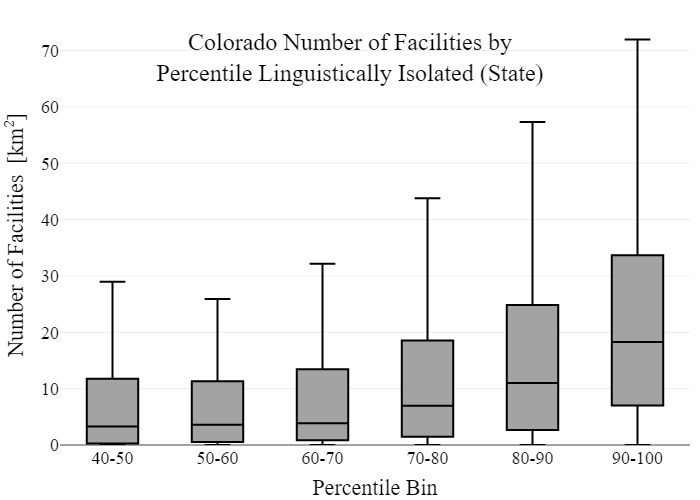 Colorado Number of Facilities by
Percentile Linguistically Isolated (State)
Number of Facilities [km²]
70
60
50
40
30
20
10
0
40-50 50-60 60-70 70-80 80-90 90-100
Percentile Bin